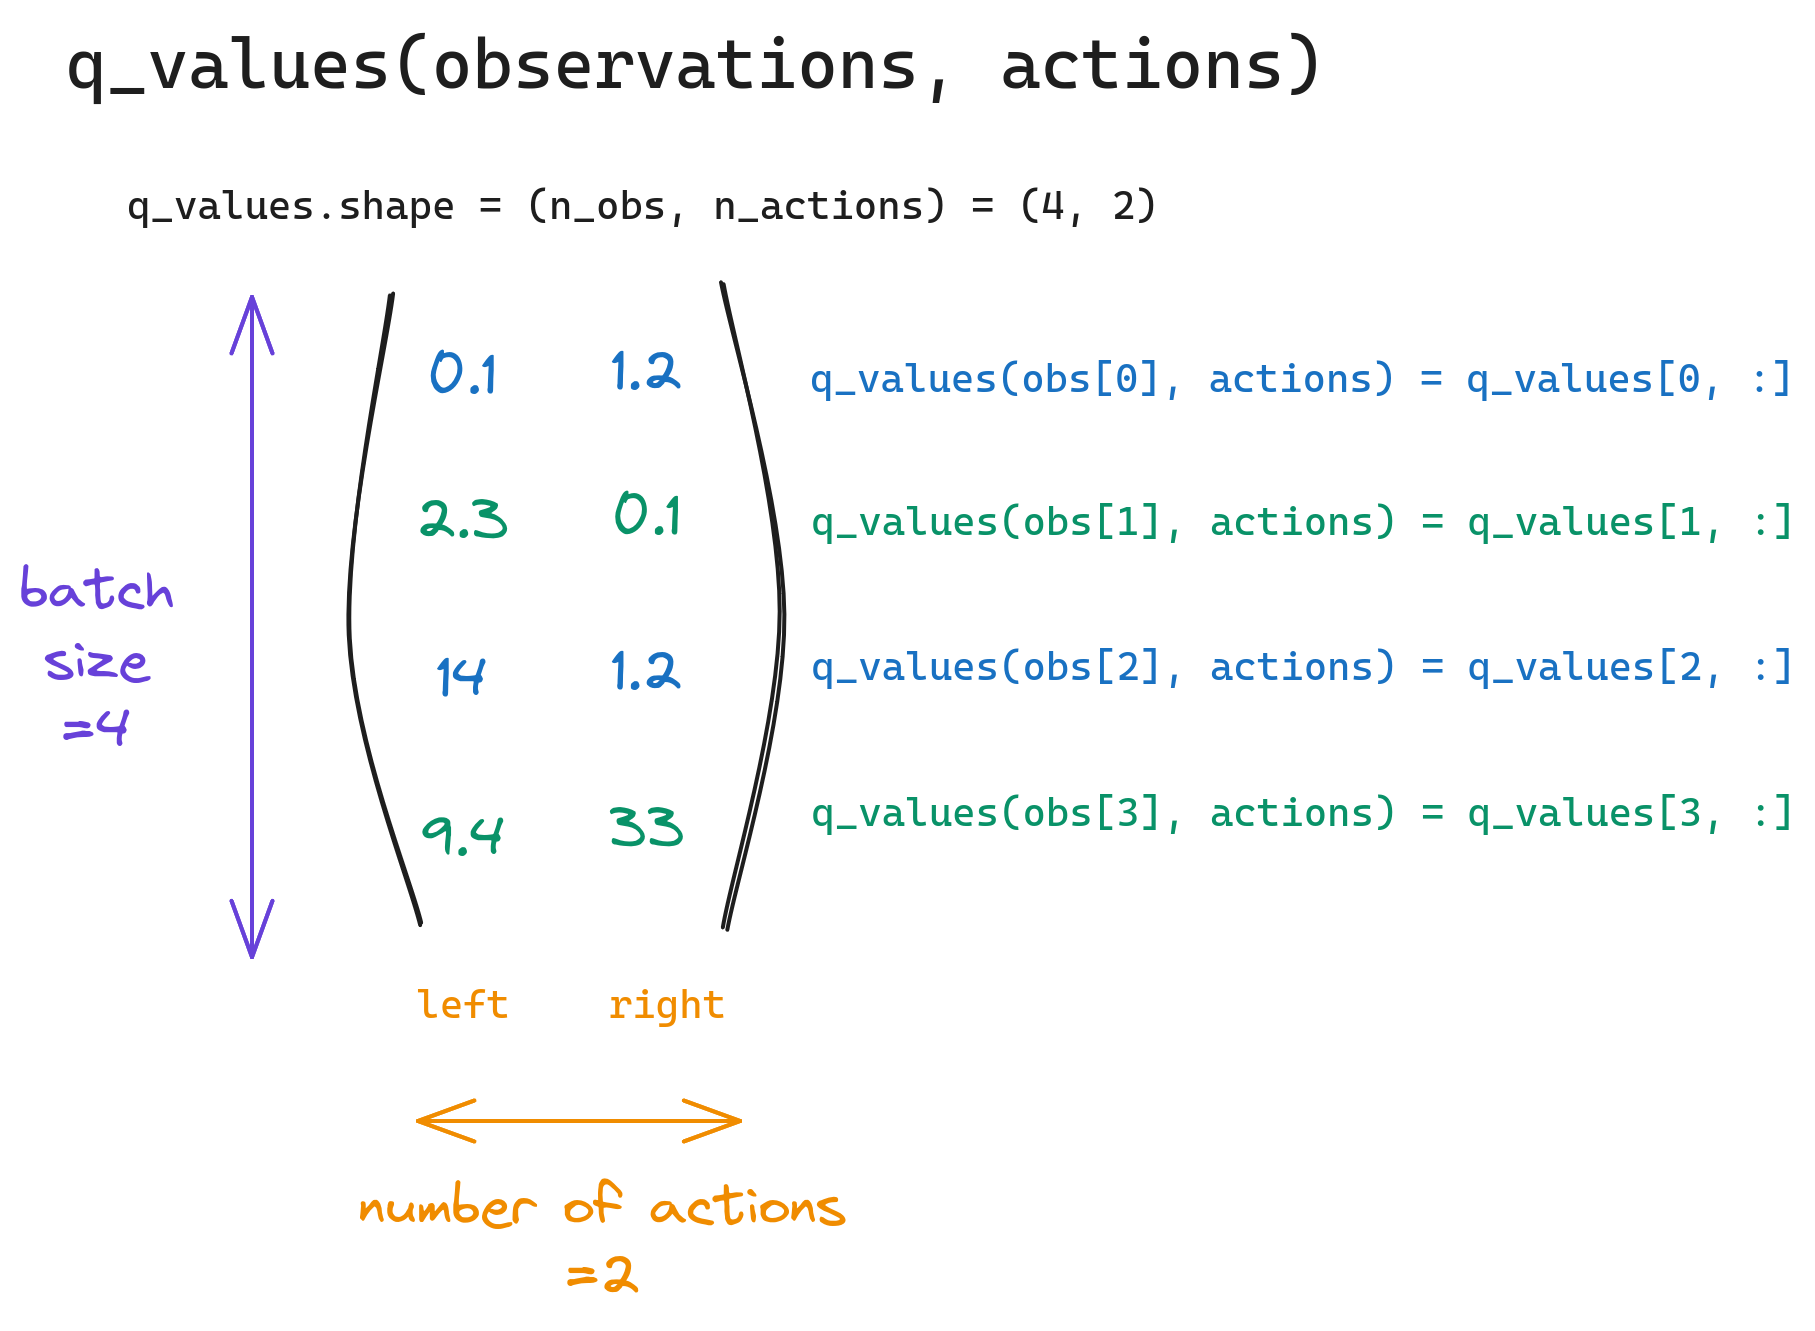 q_values(observations, actions)
q_values.shape = (n_obs, n_actions) = (4, 2)
0.1 1.2 q_values(obs[0], actions) = q_values[0, :]
2.3 0.1 q_values(obs[1], actions) = q_values[1, :]
14 1.2 q_values(obs[2], actions) = q_values[2, :]
9.4 33 q_values(obs[3], actions) = q_values[3, :]
batch
size
=4
left right
number of actions
=2